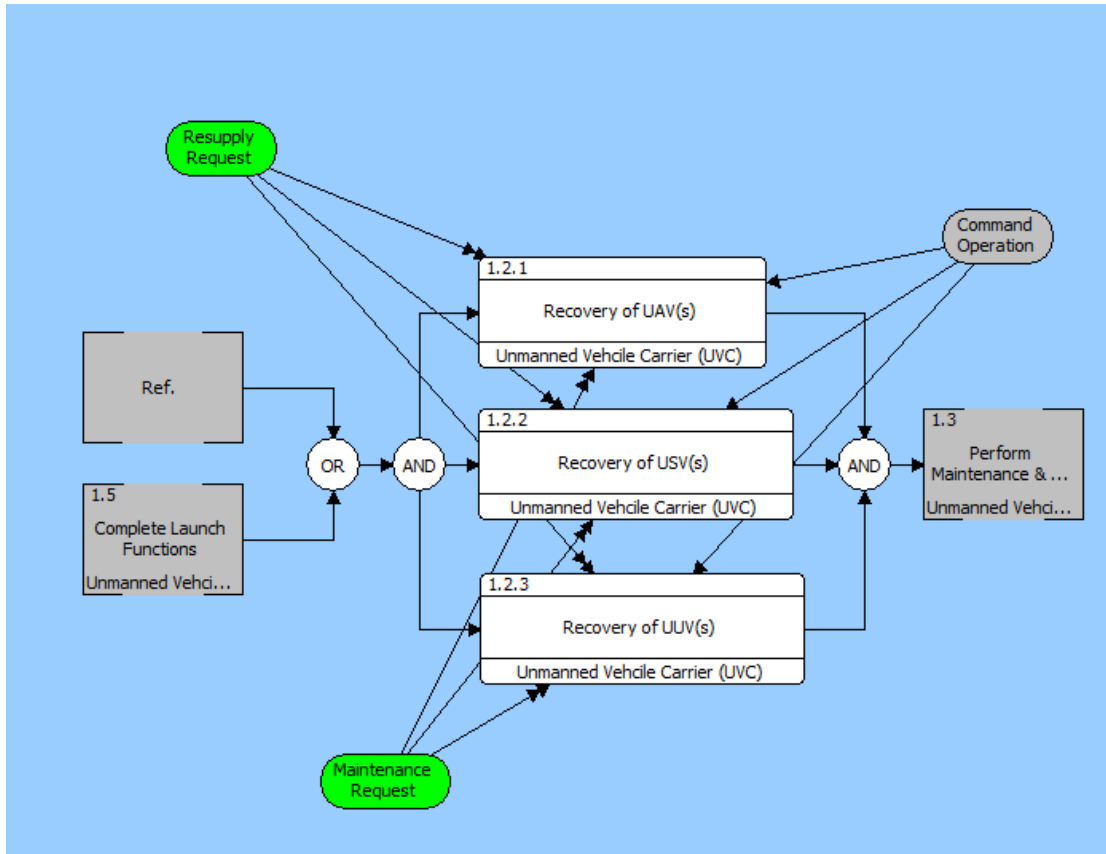 Resupply
Request
Command
Operation
1.2.1
Recovery of UAV(s)
Unmanned Vehcile Carrier (UVC)
Ref.
1.2.2
Recovery of USV(s)
Unmanned Vehcile Carrier (UVC)
OR
AND
AND
1.3
Perform
Maintenance & ...
Unmanned Vehci...
1.5
Complete Launch
Functions
Unmanned Vehci...
1.2.3
Recovery of UUV(s)
Unmanned Vehcile Carrier (UVC)
Maintenance
Request